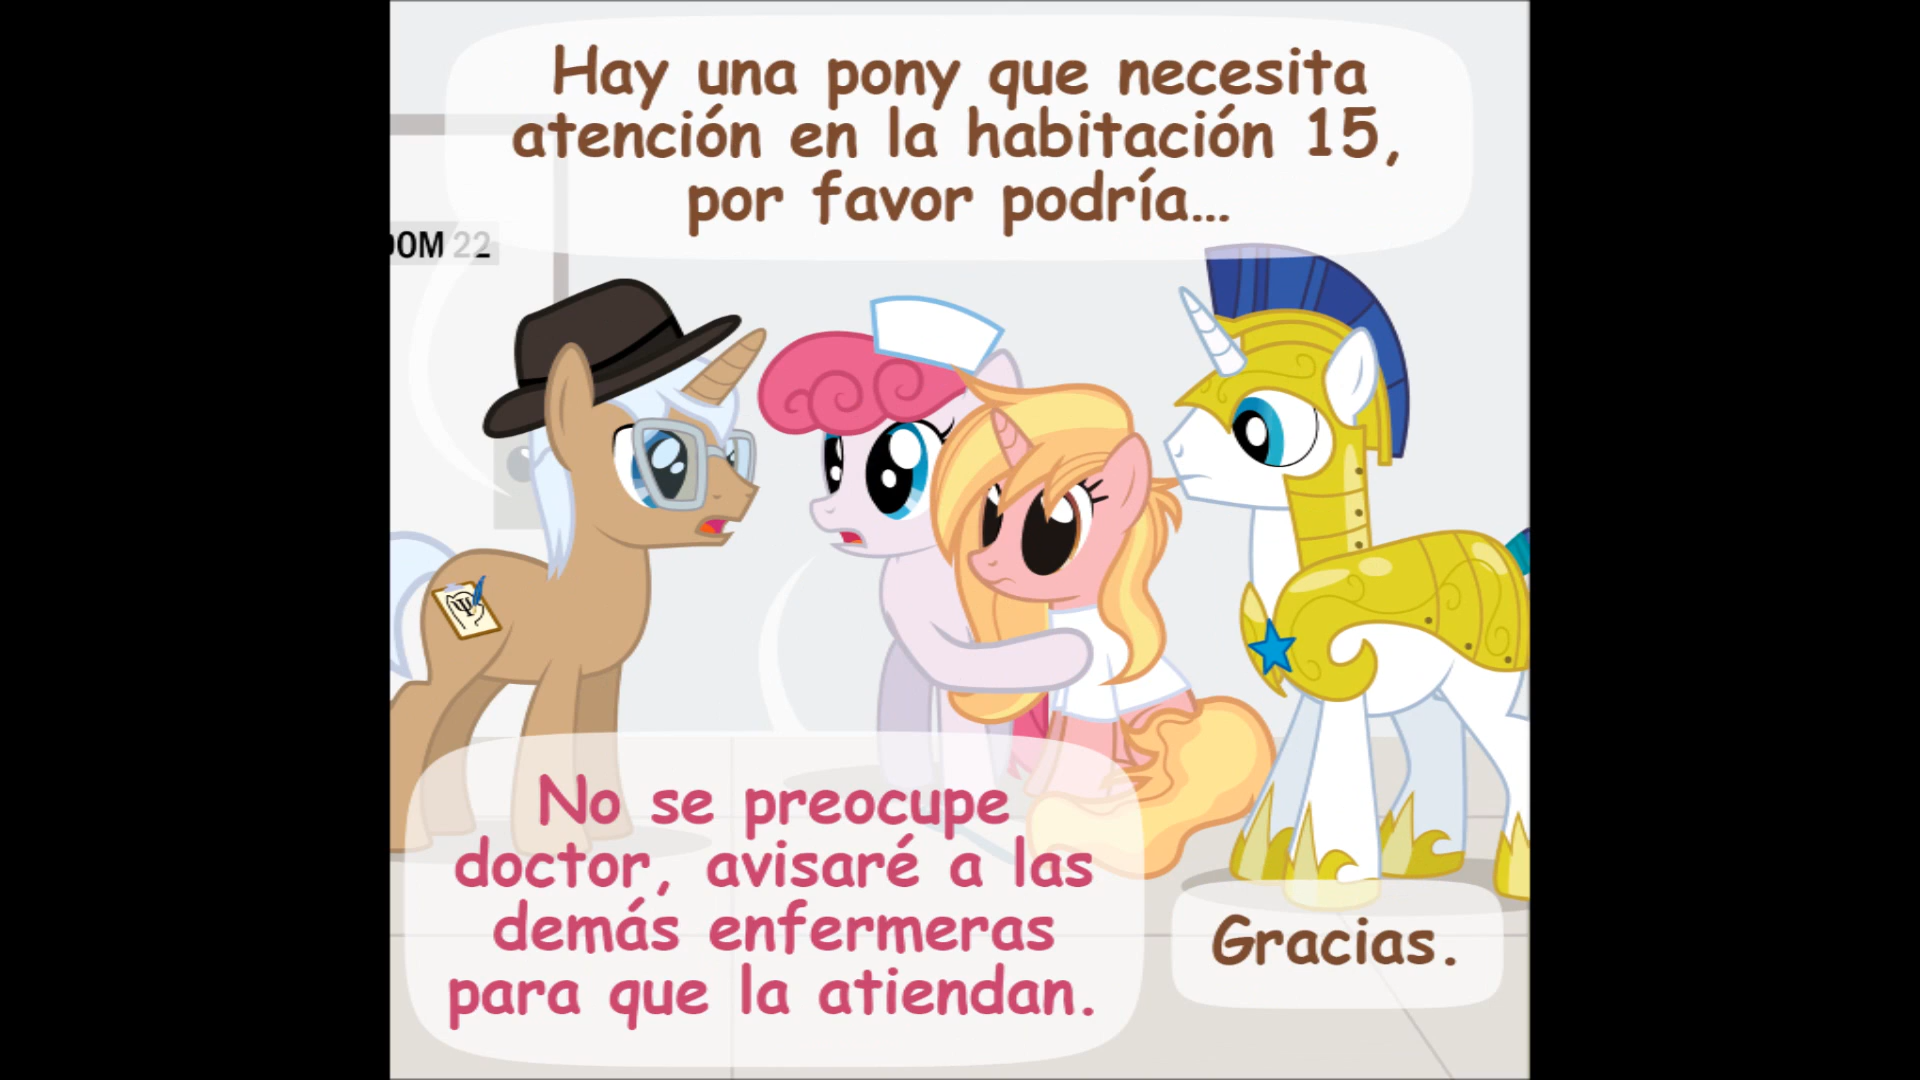 Hay una pony que necesita
atención en la habitación 15,
por favor podría...
OOM 22
No se preocupe
doctor, avisaré a las
demás enfermeras
para que la atiendan.
Gracias.